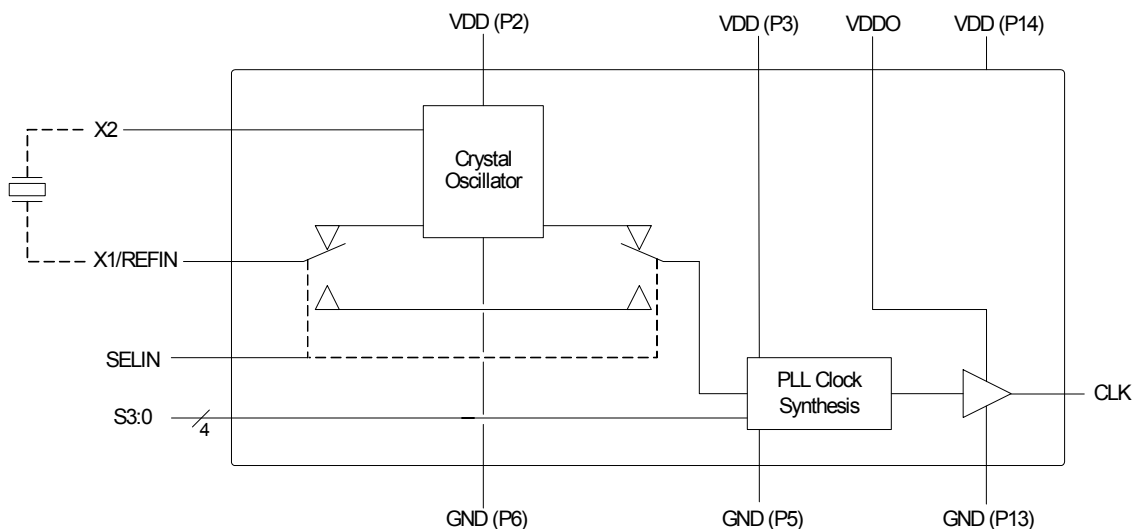 VDD (P2)
VDD (P3)
VDDO
VDD (P14)
X2
Crystal
Oscillator
X1/REFIN
SELIN
PLL Clock
Synthesis
CLK
S3:0
4
GND (P6)
GND (P5)
GND (P13)